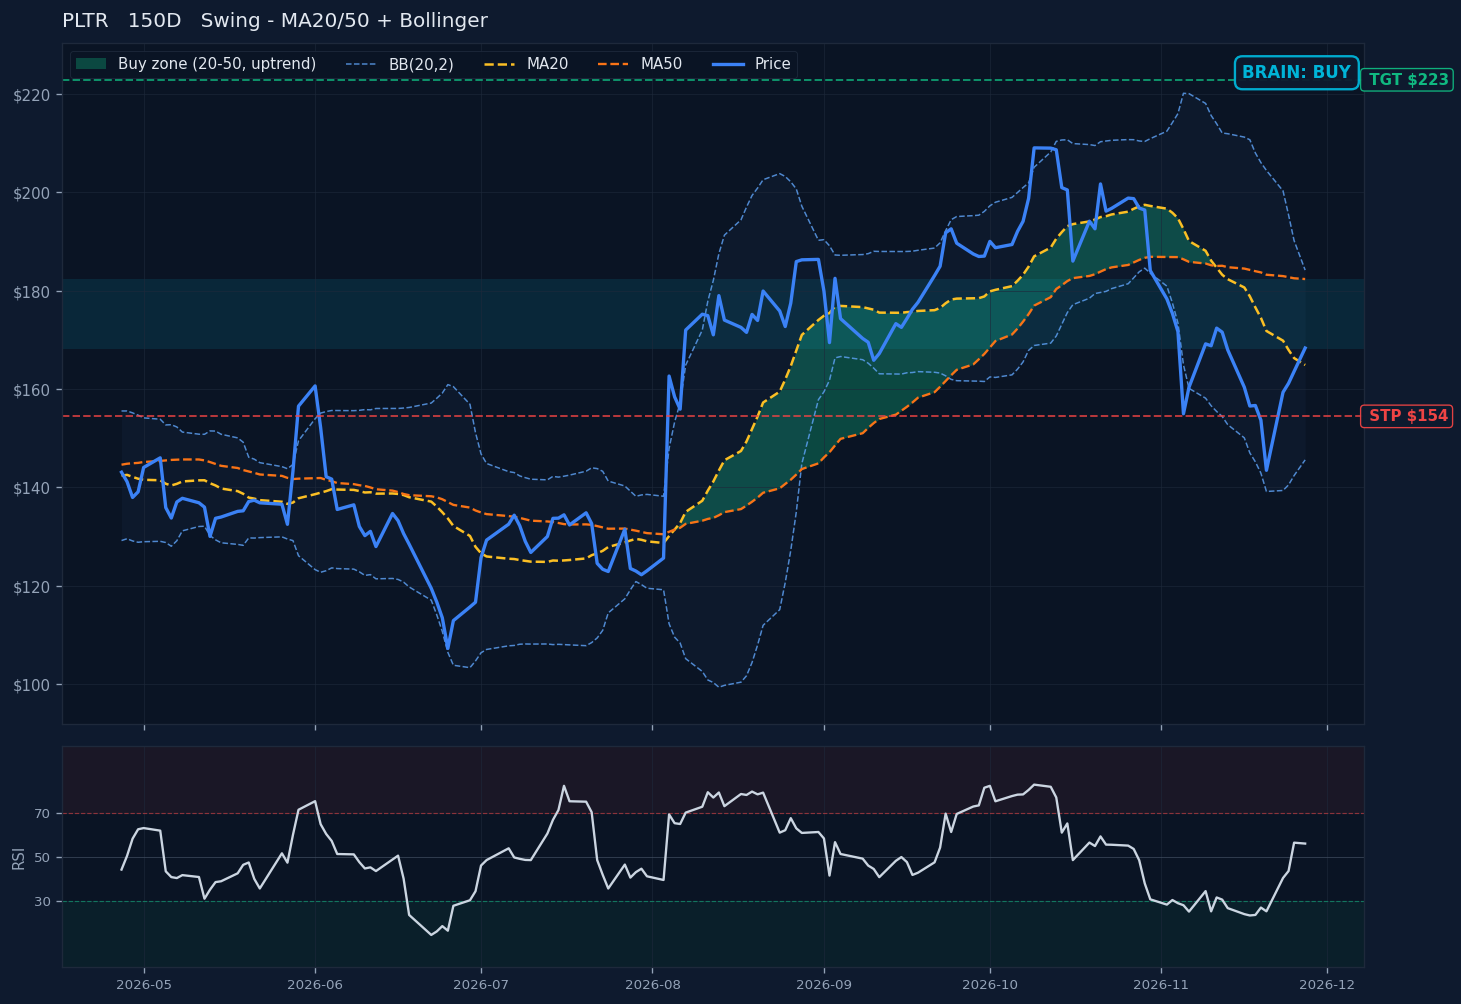 PLTR 150D Swing - MA20/50 + Bollinger
Buy zone (20-50, uptrend) BB(20,2) MA20 MA50 Price
BRAIN: BUY
TGT $223
$220
$200
$180
$160
STP $154
$140
$120
$100
70
50
30
RSI
2026-05 2026-06 2026-07 2026-08 2026-09 2026-10 2026-11 2026-12